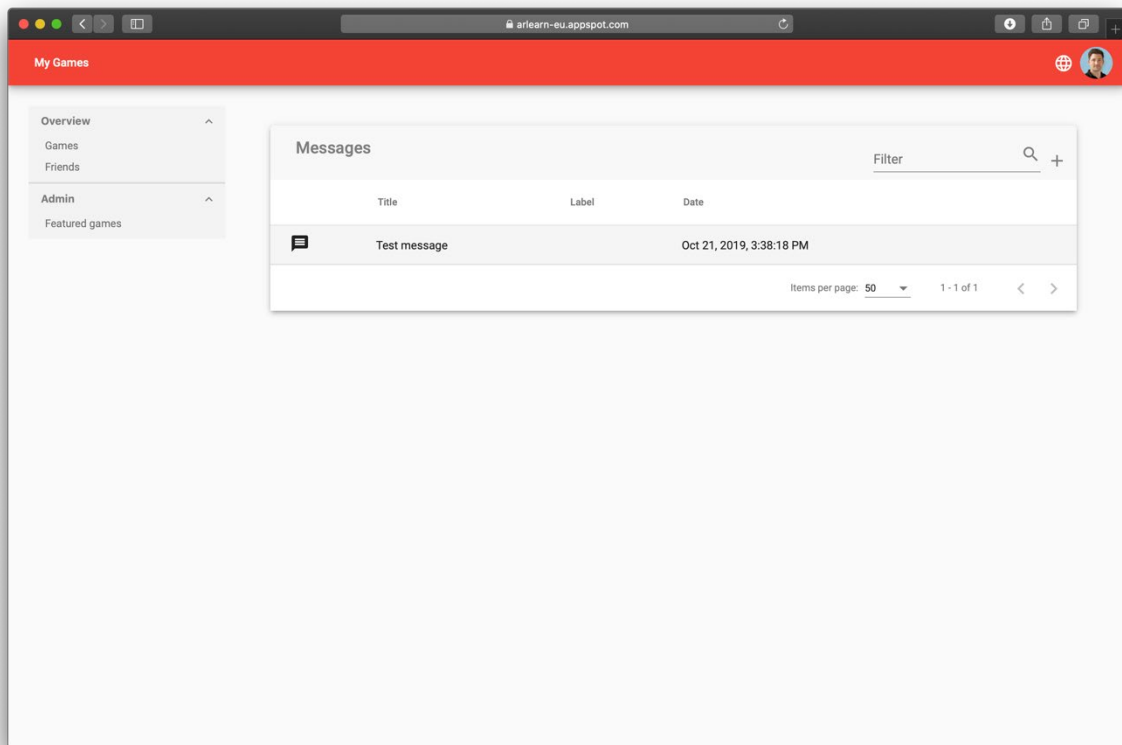 arlearn-eu.appspot.com
My Games
Overview
Games
Friends
Admin
Featured games
Messages
Filter
Title Label Date
Test message Oct 21, 2019, 3:38:18 PM
Items per page: 50 1 - 1 of 1